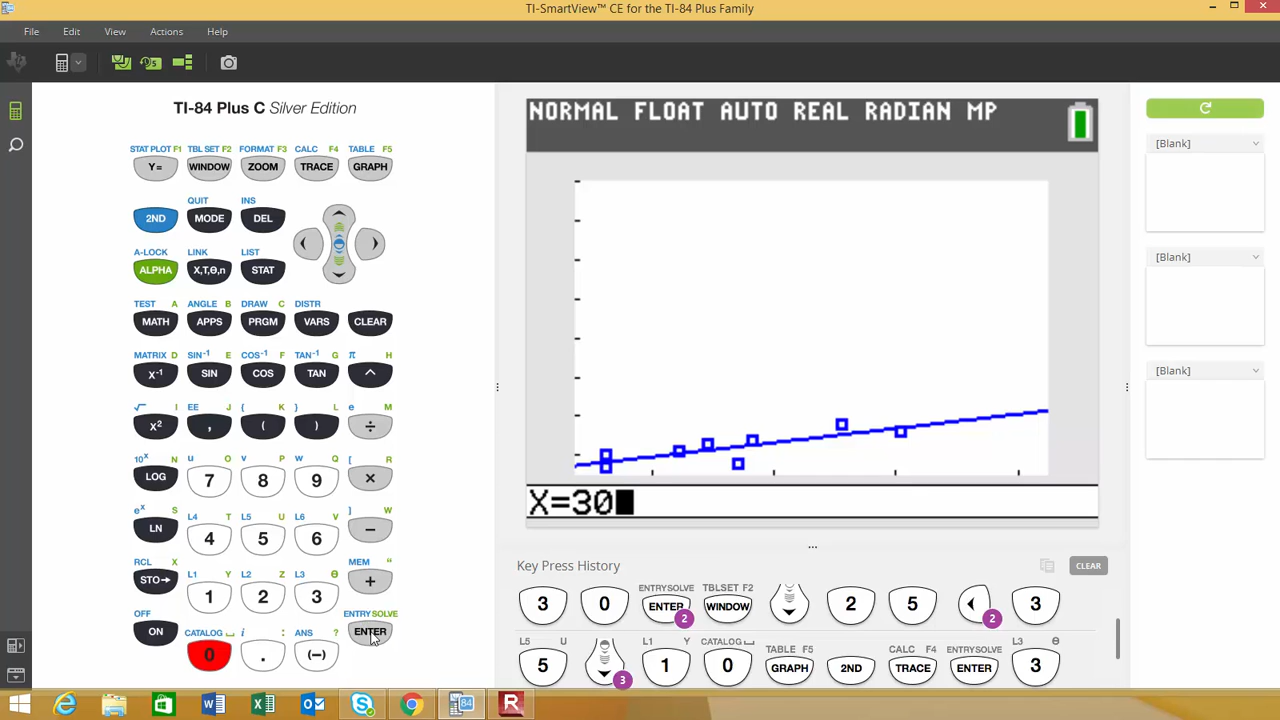 TI-SmartView™ CE for the TI-84 Plus Family
File Edit View Actions Help
TI-84 Plus C Silver Edition
STAT PLOT F1 TBL SET F2 FORMAT F3 CALC F4 TABLE F5
Y= WINDOW ZOOM TRACE GRAPH
QUIT INS
2ND MODE DEL
A-LOCK LINK LIST
ALPHA X,T,Θ,n STAT
TEST A ANGLE B DRAW C DISTR
MATH APPS PRGM VARS CLEAR
MATRIX D SIN-1 E COS-1 F TAN-1 G π H
X-1 SIN COS TAN ^
√ I EE J { K } L e M
x2 , ( ) ÷
10x N u O v P w Q [ R
LOG 7 8 9 ×
ex S L4 T L5 U L6 V ] W
LN 4 5 6 −
RCL X L1 Y L2 Z L3 Θ MEM "
STO→ 1 2 3 +
OFF CATALOG ⎵ i : ANS ? ENTRY SOLVE
ON 0 . (−) ENTER
NORMAL FLOAT AUTO REAL RADIAN MP
X=30
Key Press History CLEAR
ENTRYSOLVE TBLSET F2
3 0 ENTER 2 WINDOW 2 5 2 3
L5 U L1 Y CATALOG ⎵ TABLE F5 CALC F4 ENTRYSOLVE L3 Θ
5 3 1 0 GRAPH 2ND TRACE ENTER 3
[Blank]
[Blank]
[Blank]